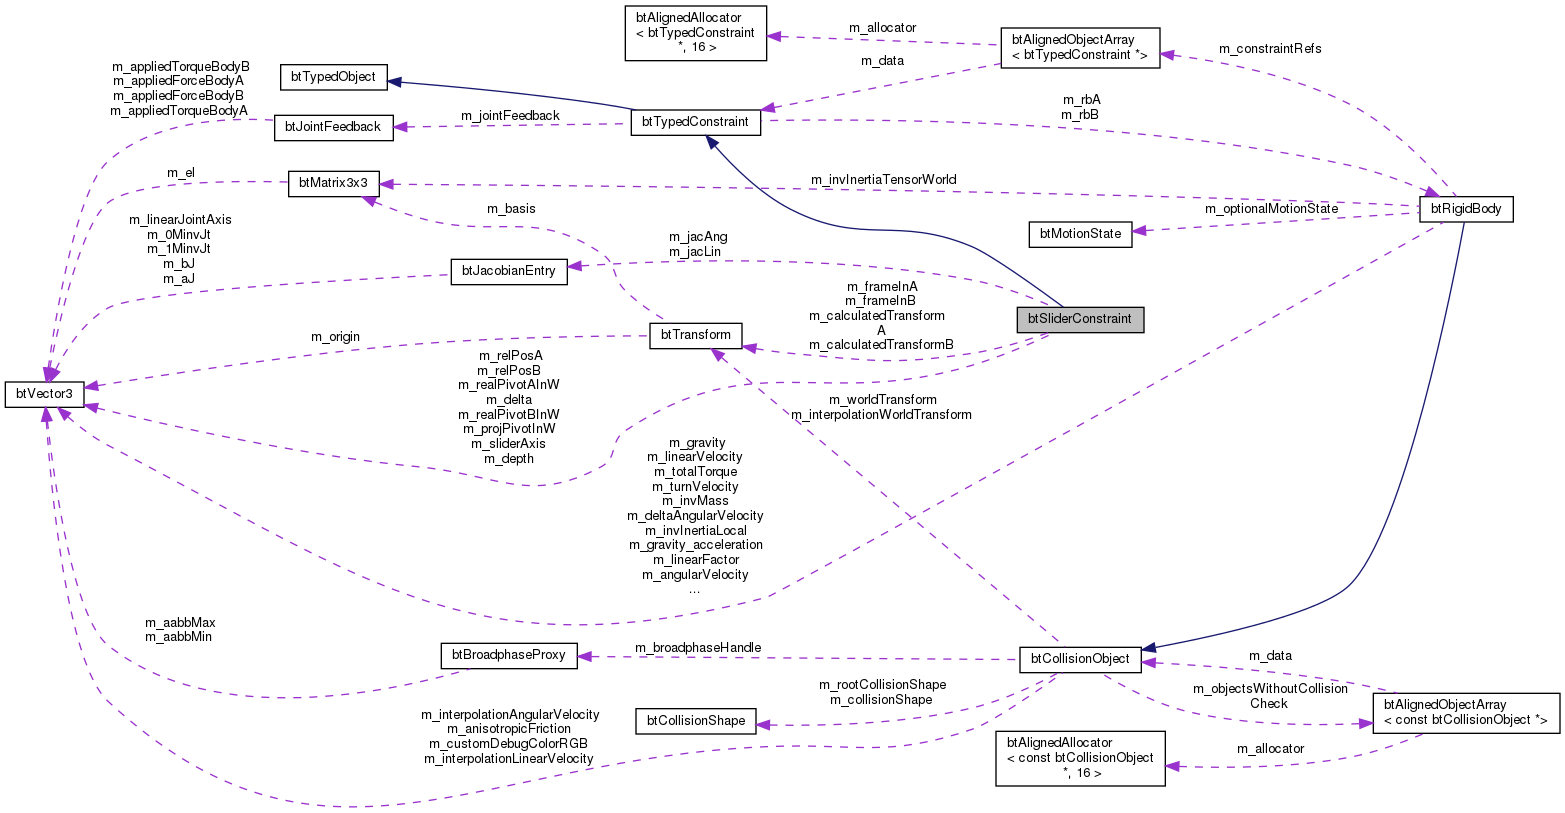 btAlignedAllocator
< btTypedConstraint
*, 16 >
m_allocator
btAlignedObjectArray
< btTypedConstraint *>
m_constraintRefs
m_data
m_appliedTorqueBodyB
m_appliedForceBodyA
m_appliedForceBodyB
m_appliedTorqueBodyA
btTypedObject
btJointFeedback
m_jointFeedback
btTypedConstraint
m_rbA
m_rbB
m_el
btMatrix3x3
m_invInertiaTensorWorld
btRigidBody
m_basis
m_optionalMotionState
btMotionState
m_linearJointAxis
m_0MinvJt
m_1MinvJt
m_bJ
m_aJ
btJacobianEntry
m_jacAng
m_jacLin
m_frameInA
m_frameInB
m_calculatedTransform
A
m_calculatedTransformB
btSliderConstraint
m_origin
btTransform
btVector3
m_relPosA
m_relPosB
m_realPivotAInW
m_delta
m_realPivotBInW
m_projPivotInW
m_sliderAxis
m_depth
m_worldTransform
m_interpolationWorldTransform
m_gravity
m_linearVelocity
m_totalTorque
m_turnVelocity
m_invMass
m_deltaAngularVelocity
m_invInertiaLocal
m_gravity_acceleration
m_linearFactor
m_angularVelocity
...
m_aabbMax
m_aabbMin
btBroadphaseProxy
m_broadphaseHandle
btCollisionObject
m_data
m_rootCollisionShape
m_collisionShape
m_objectsWithoutCollision
Check
btCollisionShape
btAlignedObjectArray
< const btCollisionObject *>
m_interpolationAngularVelocity
m_anisotropicFriction
m_customDebugColorRGB
m_interpolationLinearVelocity
btAlignedAllocator
< const btCollisionObject
*, 16 >
m_allocator